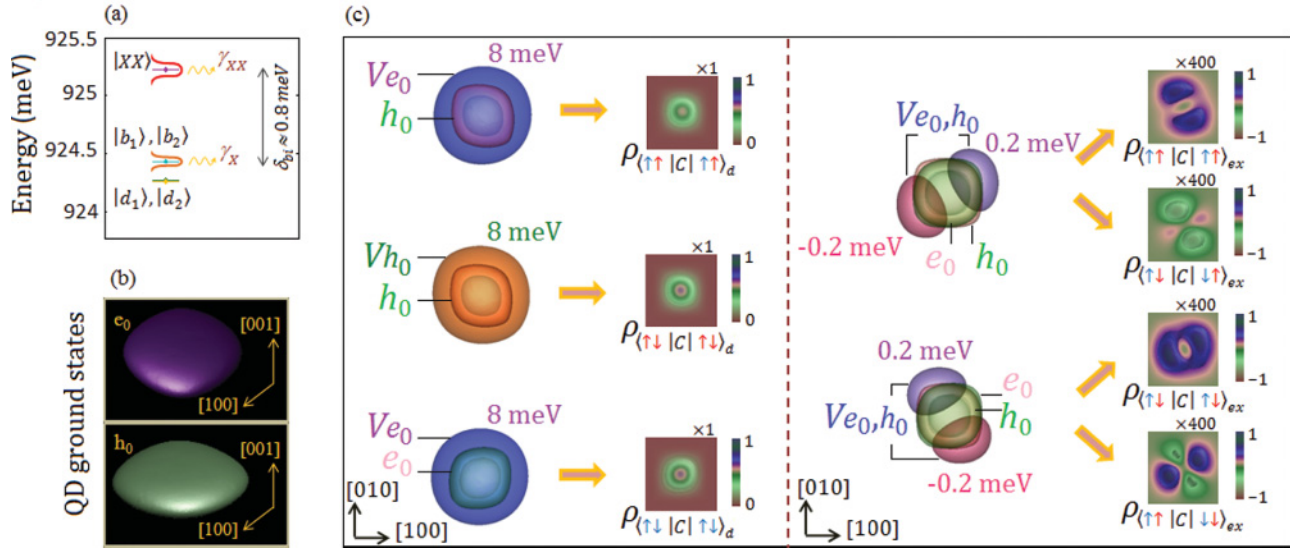 (a)
925.5
925
924.5
924
Energy (meV)
|XX⟩
γXX
δbi ≈ 0.8 meV
|b1⟩,|b2⟩
γX
|d1⟩,|d2⟩
(b)
QD ground states
e0
[001]
[100]
h0
[001]
[100]
(c)
8 meV
Ve0
h0
×1
1
0
ρ⟨↑↑ |C| ↑↑⟩d
8 meV
Vh0
h0
×1
1
0
ρ⟨↑↓ |C| ↑↓⟩d
8 meV
Ve0
e0
×1
1
0
ρ⟨↑↓ |C| ↑↓⟩d
[010]
[100]
Ve0,h0
0.2 meV
-0.2 meV
e0
h0
×400
1
−1
ρ⟨↑↑ |C| ↑↑⟩ex
×400
1
−1
ρ⟨↑↓ |C| ↓↑⟩ex
0.2 meV
e0
Ve0,h0
h0
-0.2 meV
×400
1
−1
ρ⟨↑↓ |C| ↑↓⟩ex
×400
1
−1
ρ⟨↑↑ |C| ↓↓⟩ex
[010]
[100]